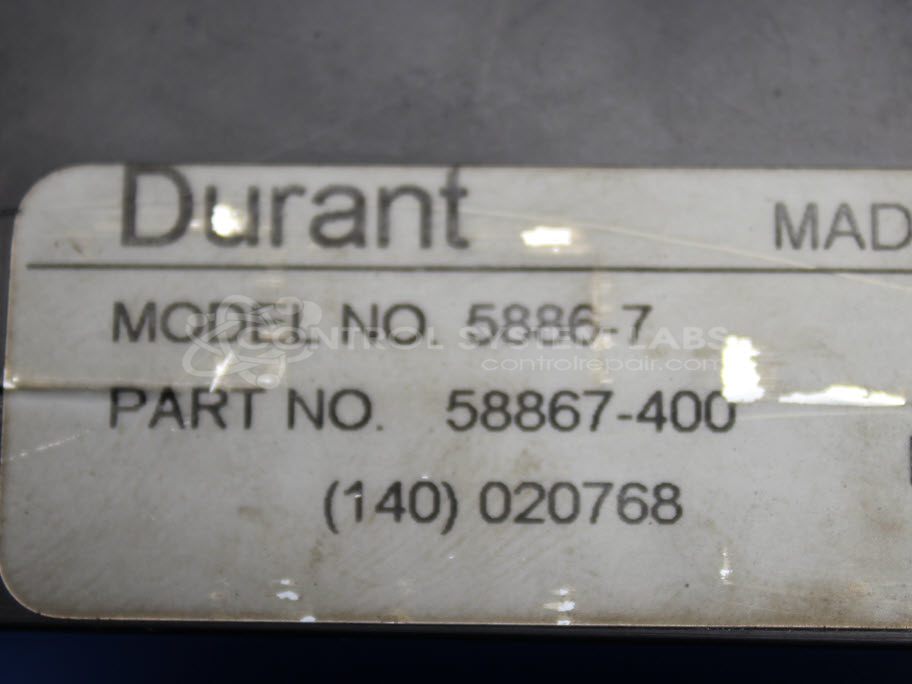 Durant
MAD
MODEL NO. 5886-7
CONTROL SYSTEM LABS
controlrepair.com
PART NO. 58867-400
(140) 020768